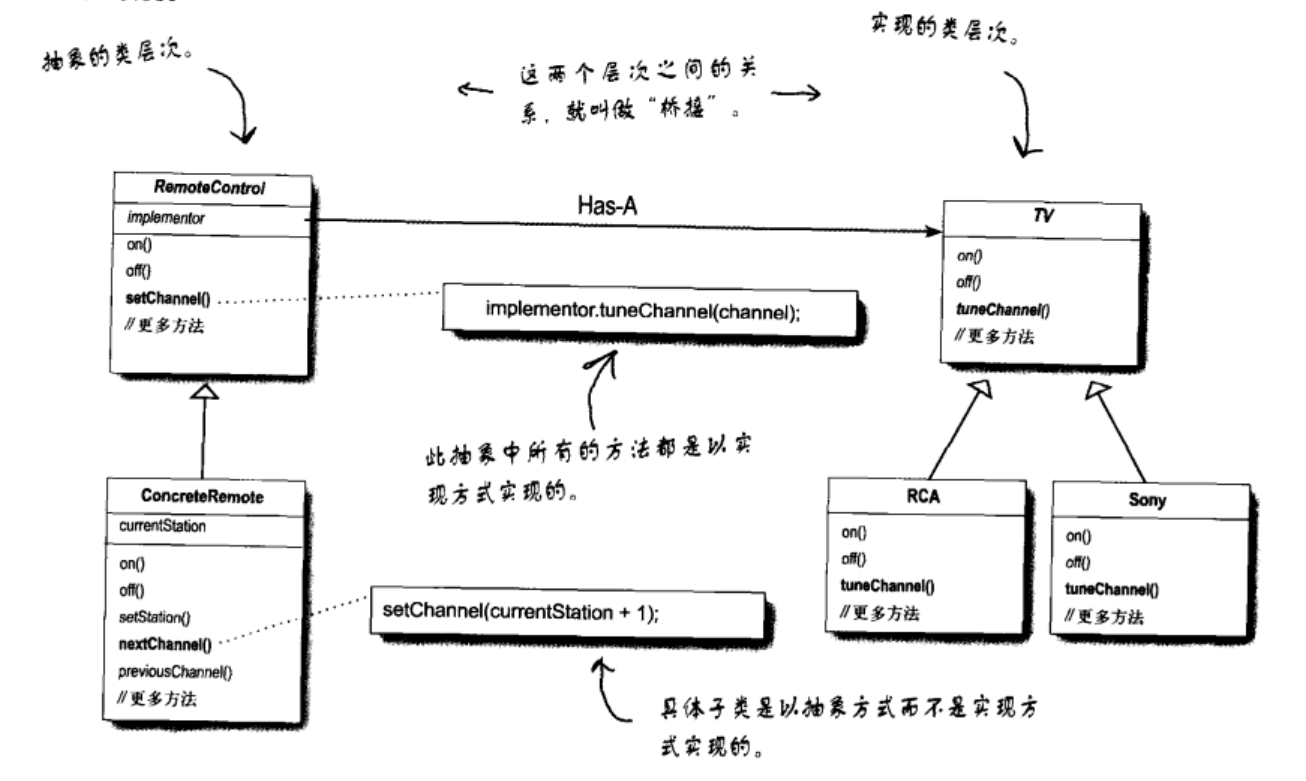 抽象的类层次。
实现的类层次。
这两个层次之间的关
系，就叫做“桥接”。
RemoteControl
implementor
on()
off()
setChannel()
//更多方法
Has-A
TV
on()
off()
tuneChannel()
//更多方法
implementor.tuneChannel(channel);
此抽象中所有的方法都是以实
现方式实现的。
ConcreteRemote
currentStation
on()
off()
setStation()
nextChannel()
previousChannel()
//更多方法
setChannel(currentStation + 1);
具体子类是以抽象方式而不是实现方
式实现的。
RCA
on()
off()
tuneChannel()
//更多方法
Sony
on()
off()
tuneChannel()
//更多方法